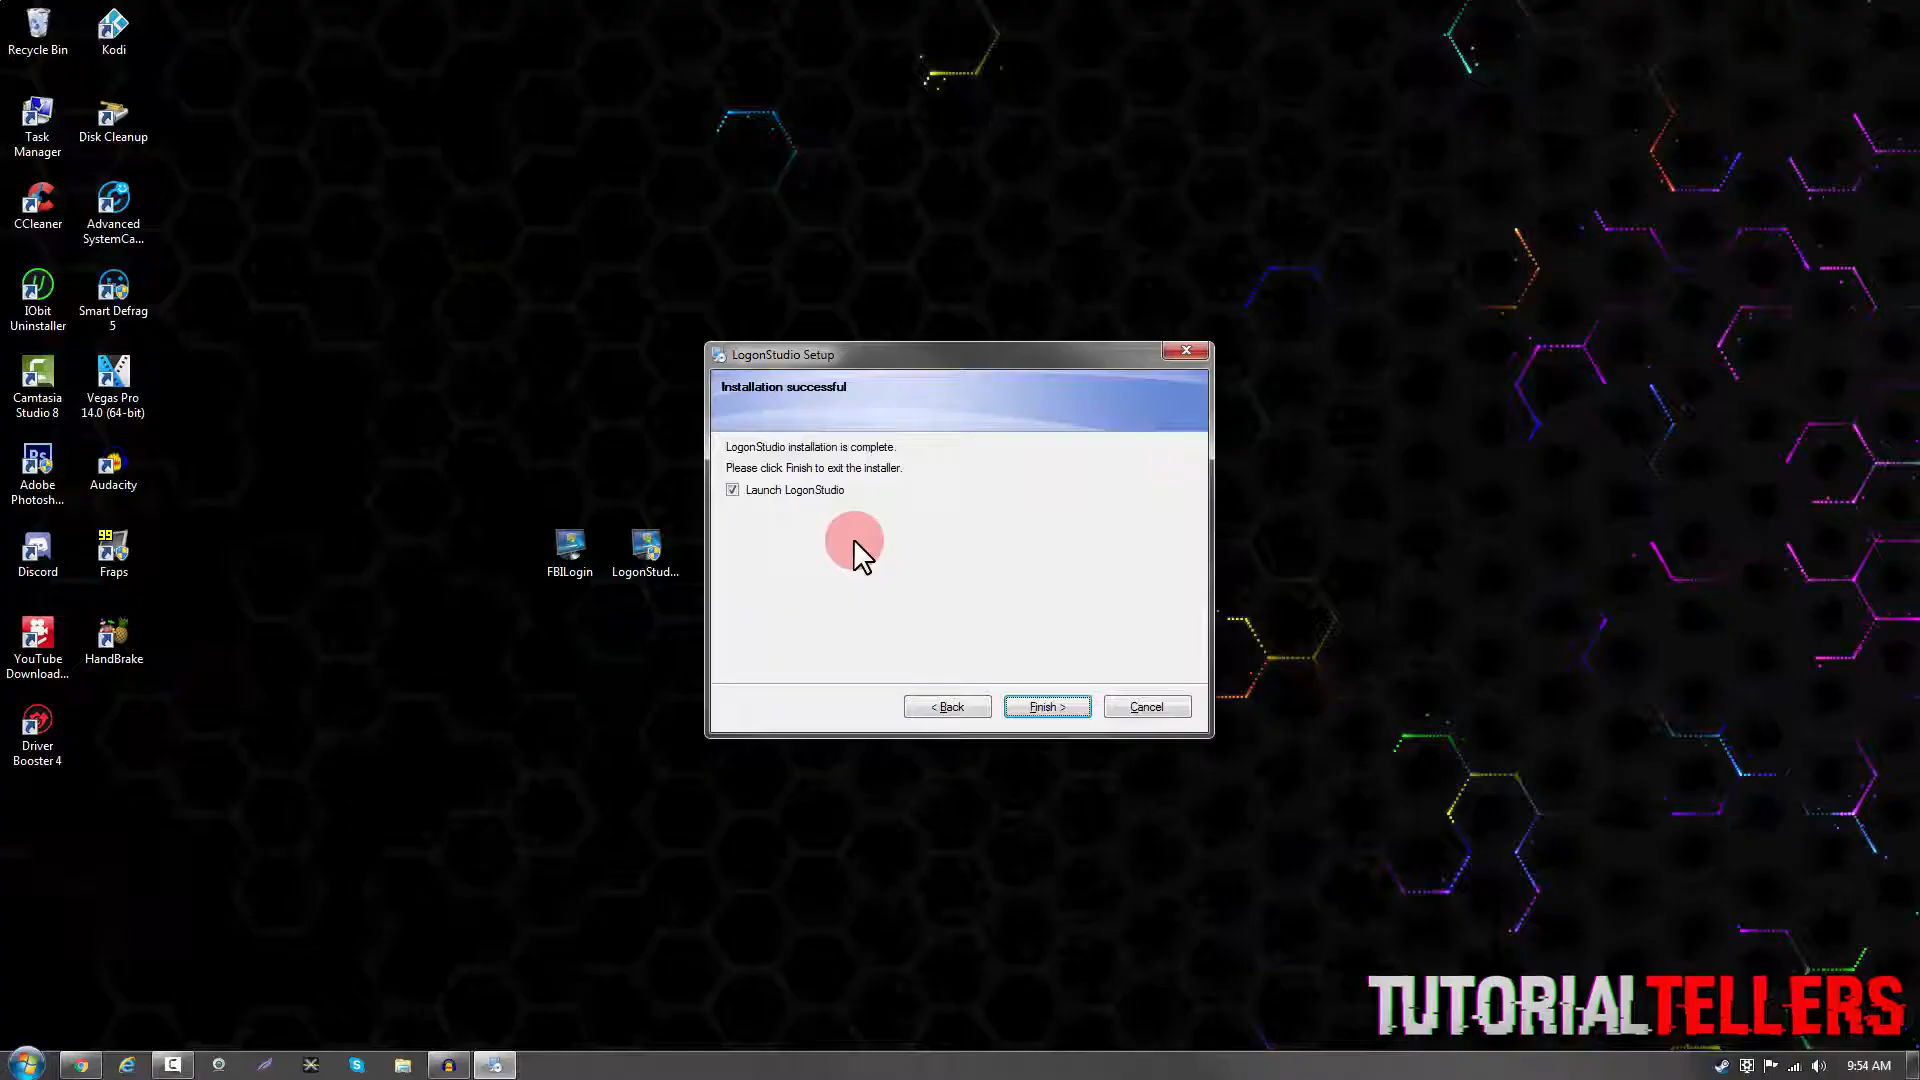 Recycle Bin
Kodi
Task
Manager
Disk Cleanup
CCleaner
Advanced
SystemCa...
IObit
Uninstaller
Smart Defrag
5
Camtasia
Studio 8
Vegas Pro
14.0 (64-bit)
Ps
Adobe
Photosh...
Audacity
Discord
99
Fraps
YouTube
Download...
HandBrake
Driver
Booster 4
FBILogin
LogonStud...
LogonStudio Setup
Installation successful
LogonStudio installation is complete.
Please click Finish to exit the installer.
Launch LogonStudio
< Back
Finish >
Cancel
TUTORIALTELLERS
9:54 AM